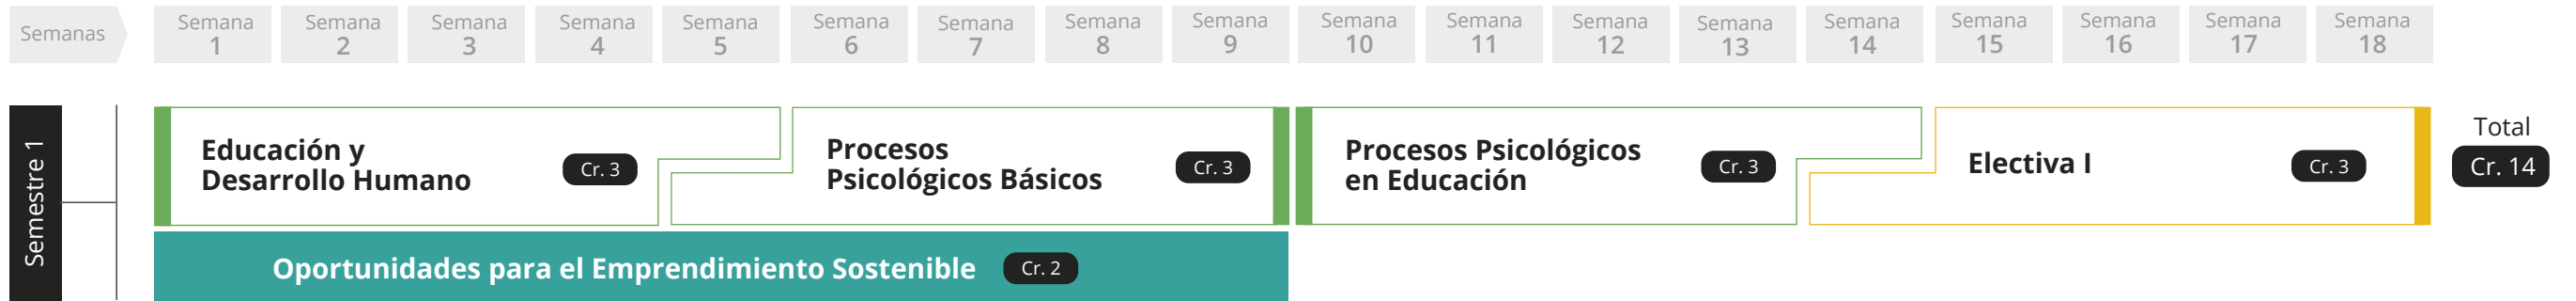 Semanas
Semana
1
Semana
2
Semana
3
Semana
4
Semana
5
Semana
6
Semana
7
Semana
8
Semana
9
Semana
10
Semana
11
Semana
12
Semana
13
Semana
14
Semana
15
Semana
16
Semana
17
Semana
18
Semestre 1
Educación y
Desarrollo Humano
Cr. 3
Procesos
Psicológicos Básicos
Cr. 3
Procesos Psicológicos
en Educación
Cr. 3
Electiva I
Cr. 3
Total
Cr. 14
Oportunidades para el Emprendimiento Sostenible
Cr. 2